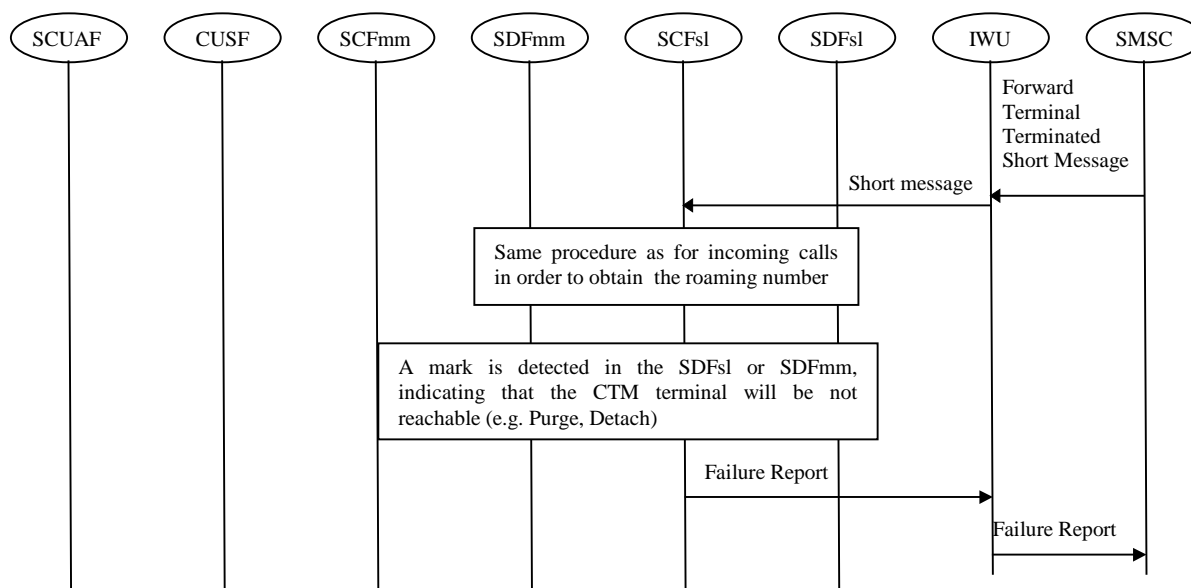 SCUAF CUSF SCFmm SDFmm SCFsl SDFsl IWU SMSC
Forward
Terminal
Terminated
Short Message
Short message
Same procedure as for incoming calls
in order to obtain the roaming number
A mark is detected in the SDFsl or SDFmm,
indicating that the CTM terminal will be not
reachable (e.g. Purge, Detach)
Failure Report
Failure Report